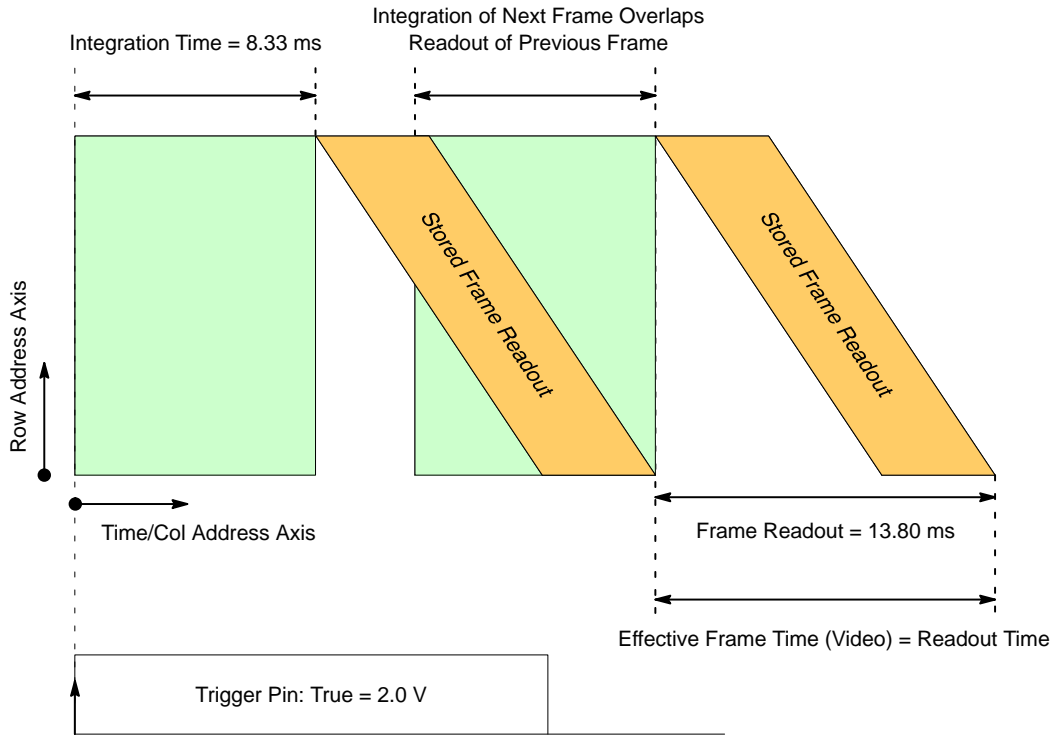 Integration of Next Frame Overlaps
Readout of Previous Frame
Integration Time = 8.33 ms
Stored Frame Readout
Stored Frame Readout
Row Address Axis
Time/Col Address Axis
Frame Readout = 13.80 ms
Effective Frame Time (Video) = Readout Time
Trigger Pin: True = 2.0 V